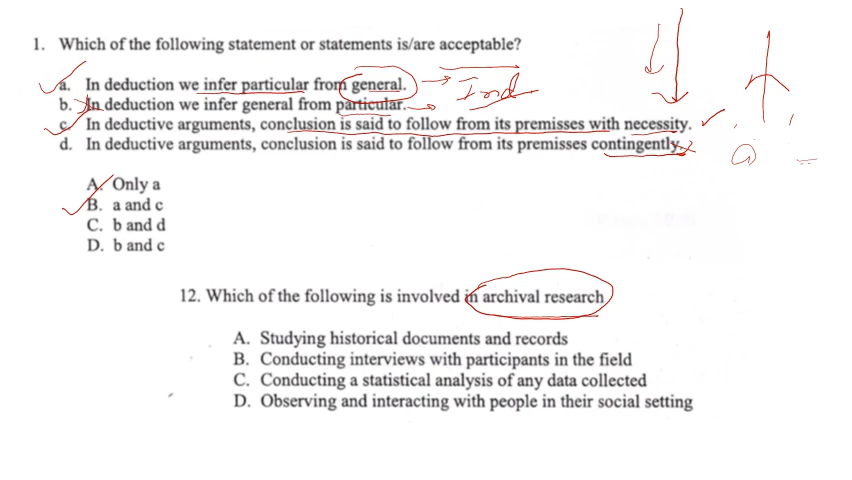 1. Which of the following statement or statements is/are acceptable?
a. In deduction we infer particular from general.
b. In deduction we infer general from particular.
Ind
c. In deductive arguments, conclusion is said to follow from its premisses with necessity.
d. In deductive arguments, conclusion is said to follow from its premisses contingently.
A. Only a
B. a and c
C. b and d
D. b and c
12. Which of the following is involved in archival research
A. Studying historical documents and records
B. Conducting interviews with participants in the field
C. Conducting a statistical analysis of any data collected
D. Observing and interacting with people in their social setting